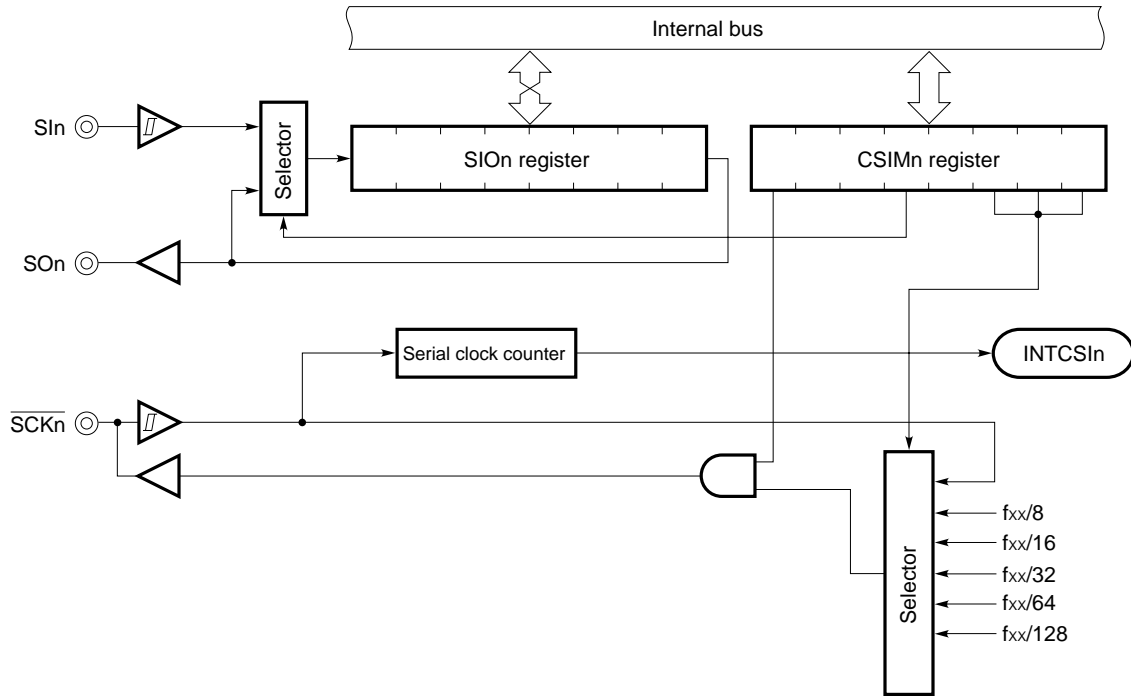 Internal bus
SIn
Selector
SIOn register
CSIMn register
SOn
Serial clock counter
INTCSIn
SCKn
Selector
fxx/8
fxx/16
fxx/32
fxx/64
fxx/128